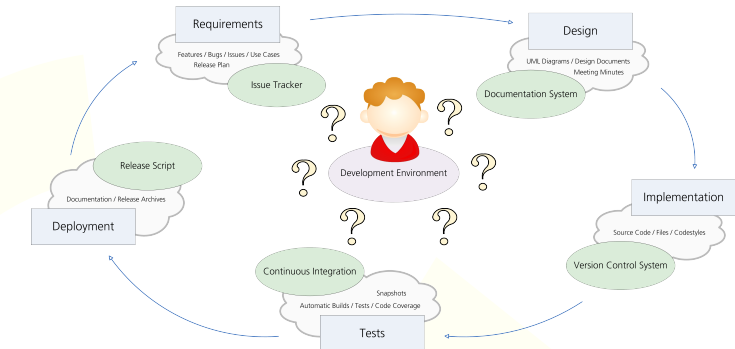 Requirements
Features / Bugs / Issues / Use Cases
Release Plan
Issue Tracker
Design
UML Diagrams / Design Documents
Meeting Minutes
Documentation System
Implementation
Source Code / Files / Codestyles
Version Control System
Continuous Integration
Snapshots
Automatic Builds / Tests / Code Coverage
Tests
Release Script
Documentation / Release Archives
Deployment
?
?
?
?
?
?
Development Environment